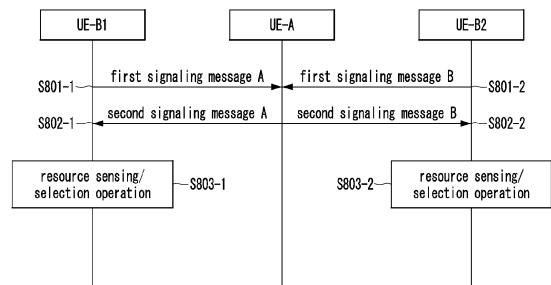 UE-B1 UE-A UE-B2
S801-1 first signaling message A first signaling message B S801-2
S802-1 second signaling message A second signaling message B S802-2
resource sensing/
selection operation
S803-1
S803-2
resource sensing/
selection operation